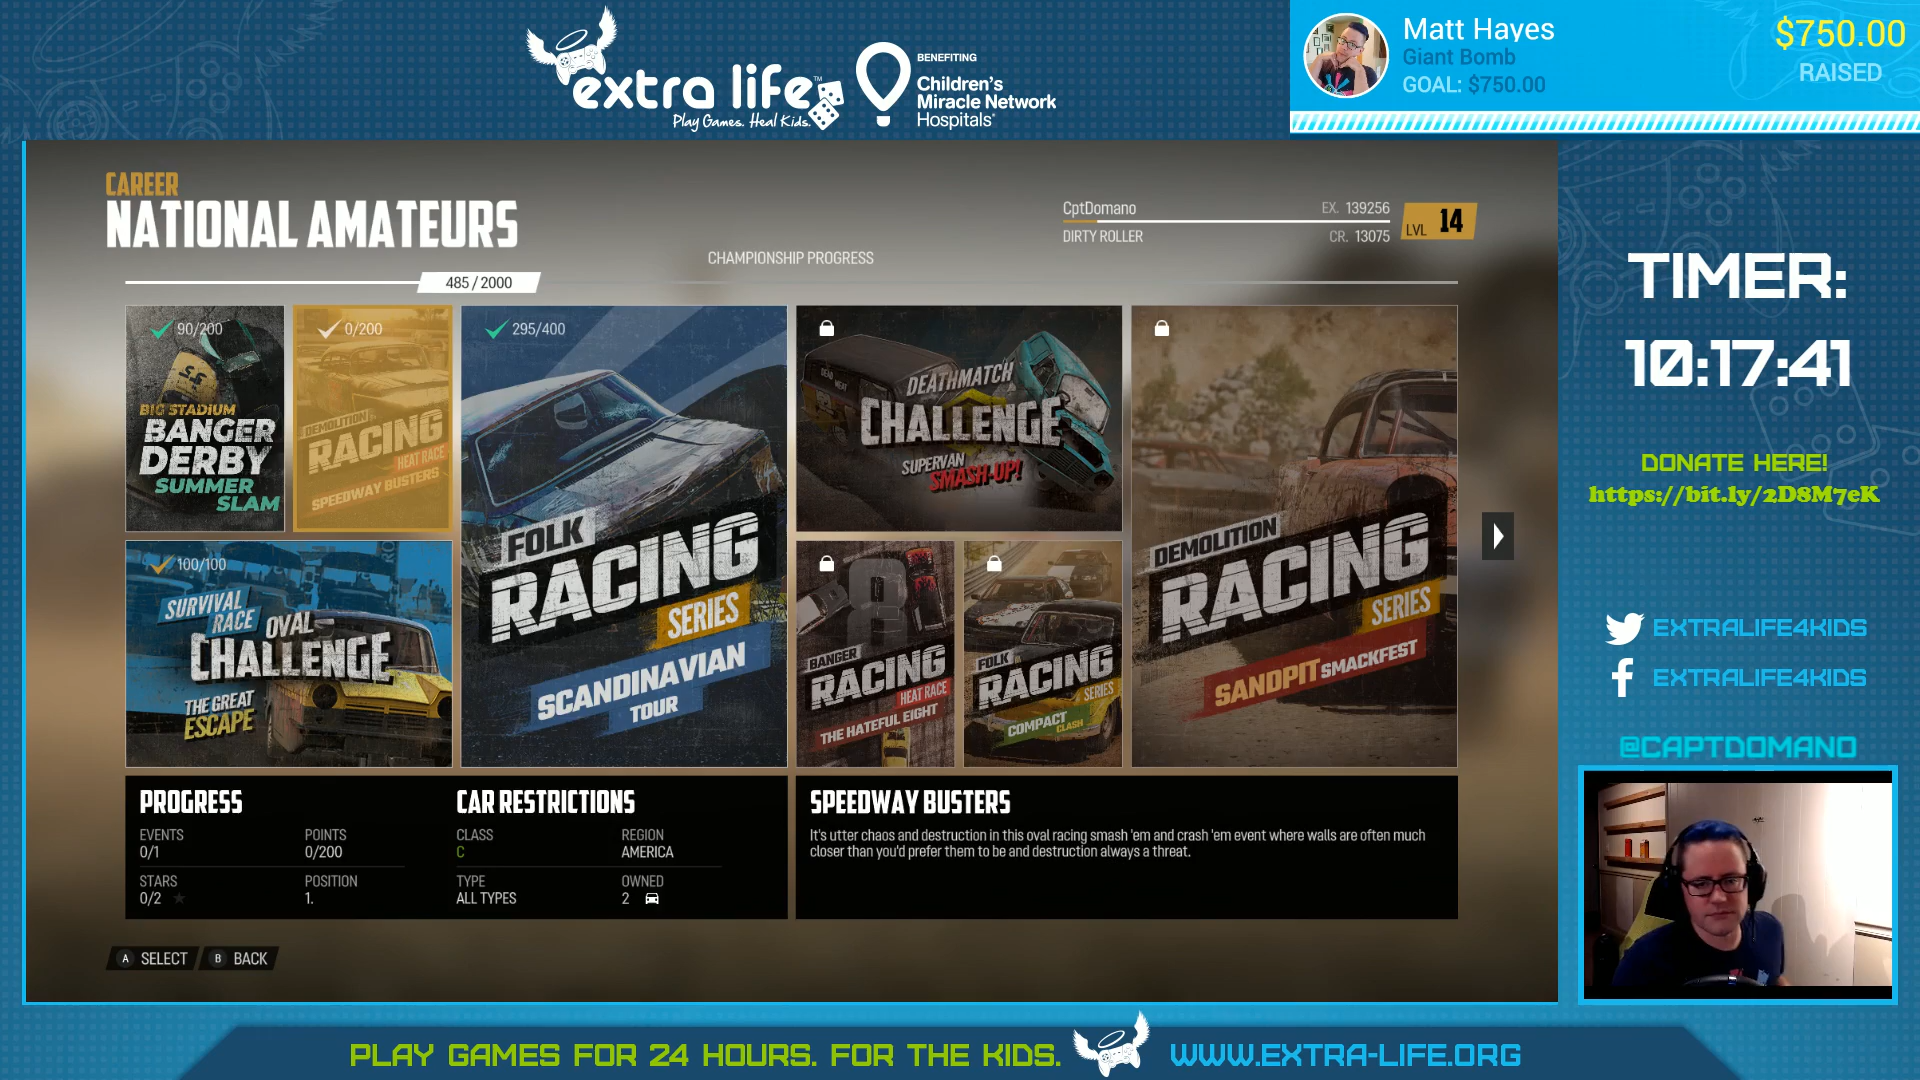 extra life™
Play Games. Heal Kids.
BENEFITING
Children's
Miracle Network
Hospitals®
Matt Hayes
Giant Bomb
GOAL: $750.00
$750.00
RAISED
CAREER
NATIONAL AMATEURS
CptDomano
EX. 139256
DIRTY ROLLER
CR. 13075
LVL 14
CHAMPIONSHIP PROGRESS
485 / 2000
90/200
BIG STADIUM
BANGER
DERBY
SUMMER
SLAM
0/200
DEMOLITION
RACING
HEAT RACE
SPEEDWAY BUSTERS
295/400
FOLK
RACING
SERIES
SCANDINAVIAN
TOUR
100/100
SURVIVAL
RACE
OVAL
CHALLENGE
THE GREAT
ESCAPE
DEATHMATCH
CHALLENGE
SUPERVAN
SMASH-UP!
BANGER
RACING
HEAT RACE
THE HATEFUL EIGHT
FOLK
RACING
SERIES
COMPACT CLASH
DEMOLITION
RACING
SERIES
SANDPIT SMACKFEST
PROGRESS
EVENTS
0/1
POINTS
0/200
STARS
0/2
POSITION
1.
CAR RESTRICTIONS
CLASS
C
REGION
AMERICA
TYPE
ALL TYPES
OWNED
2
SPEEDWAY BUSTERS
It's utter chaos and destruction in this oval racing smash 'em and crash 'em event where walls are often much
closer than you'd prefer them to be and destruction always a threat.
A SELECT B BACK
TIMER:
10:17:41
DONATE HERE!
https://bit.ly/2D8M7eK
EXTRALIFE4KIDS
EXTRALIFE4KIDS
@CAPTDOMANO
PLAY GAMES FOR 24 HOURS. FOR THE KIDS.
WWW.EXTRA-LIFE.ORG